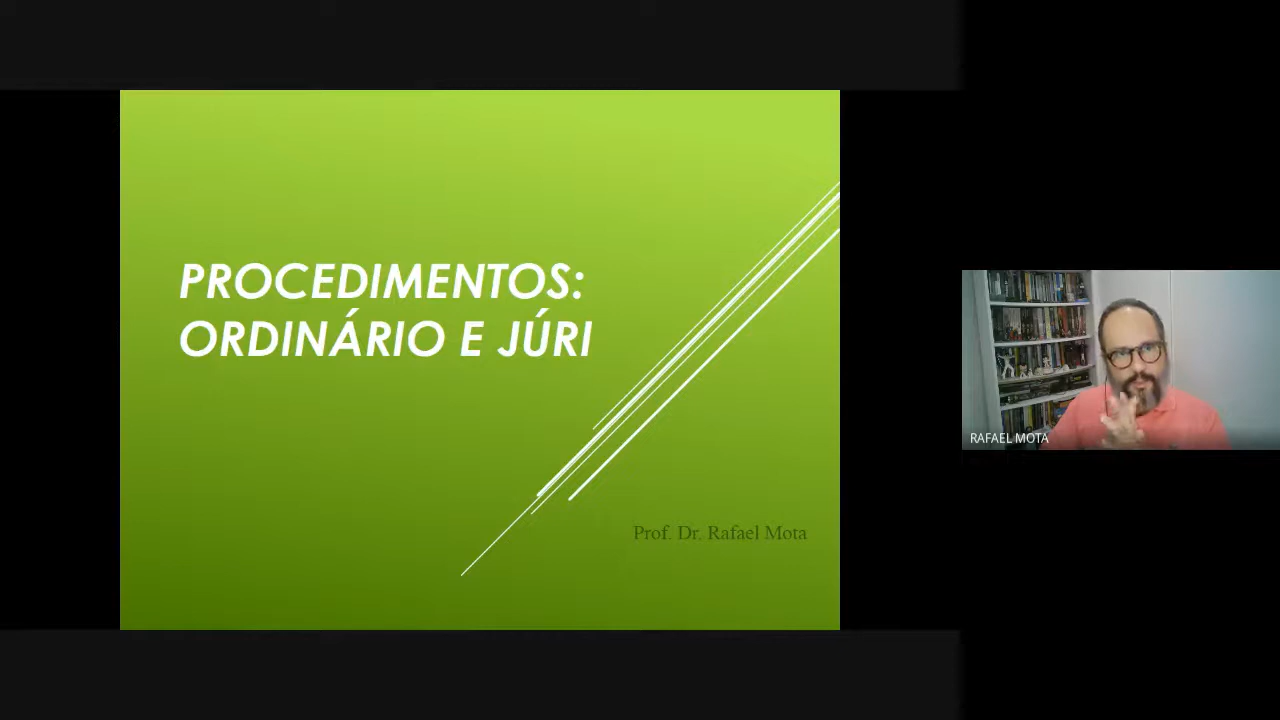 PROCEDIMENTOS:
ORDINÁRIO E JÚRI
Prof. Dr. Rafael Mota
RAFAEL MOTA